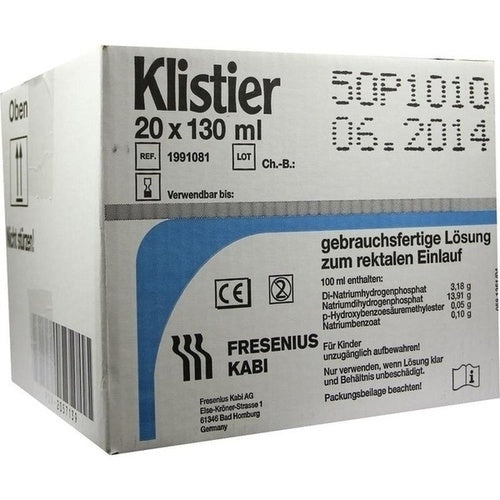 Oben
Nicht stürzen!
Klistier
20 x 130 ml
50P1010
06.2014
REF. 1991081 LOT Ch.-B.:
Verwendbar bis:
gebrauchsfertige Lösung
zum rektalen Einlauf
100 ml enthalten:
Di-Natriumhydrogenphosphat 3,18 g
Natriumdihydrogenphosphat 13,91 g
p-Hydroxybenzoesäuremethylester 0,05 g
Natriumbenzoat 0,10 g
CE
2
FRESENIUS
KABI
Für Kinder
unzugänglich aufbewahren!
Nur verwenden, wenn Lösung klar
und Behältnis unbeschädigt.
Packungsbeilage beachten!
i
Fresenius Kabi AG
Else-Kröner-Strasse 1
61346 Bad Homburg
Germany